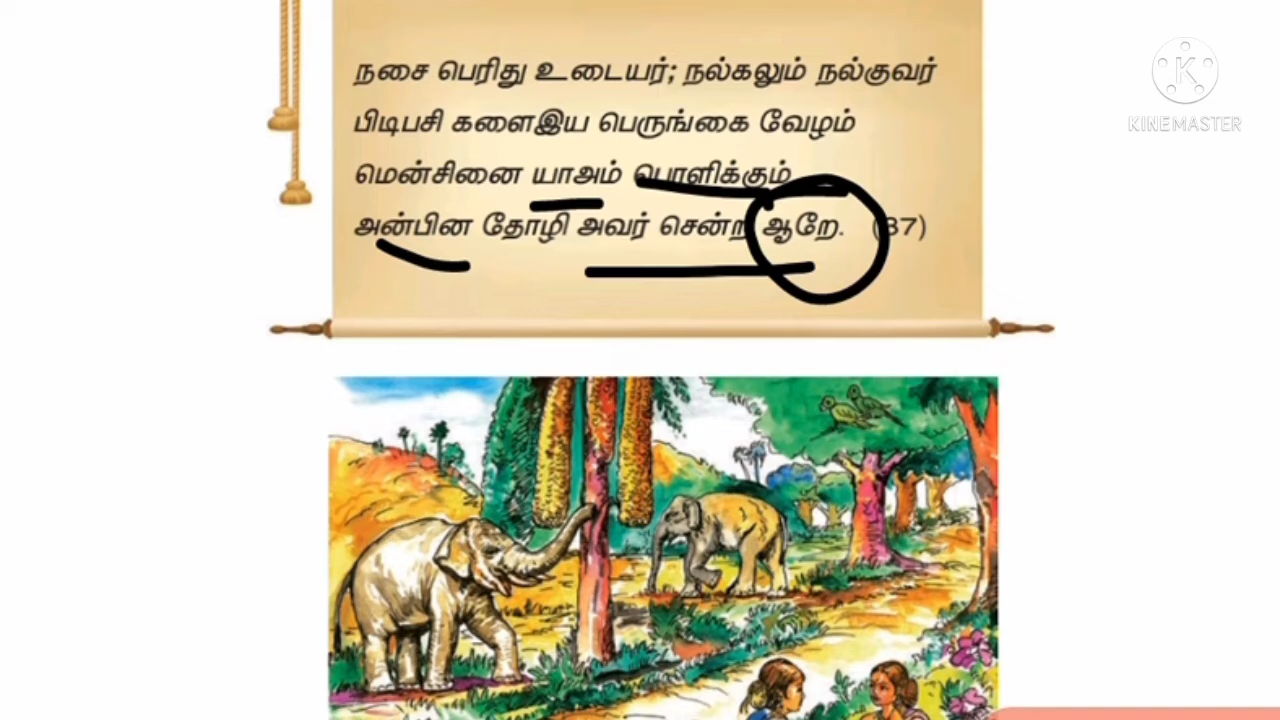 நசை பெரிது உடையர்; நல்கலும் நல்குவர்
பிடிபசி களைஇய பெருங்கை வேழம்
மென்சினை யாஅம் பொளிக்கும்
அன்பின தோழி அவர் சென்ற ஆறே. (37)
KINEMASTER